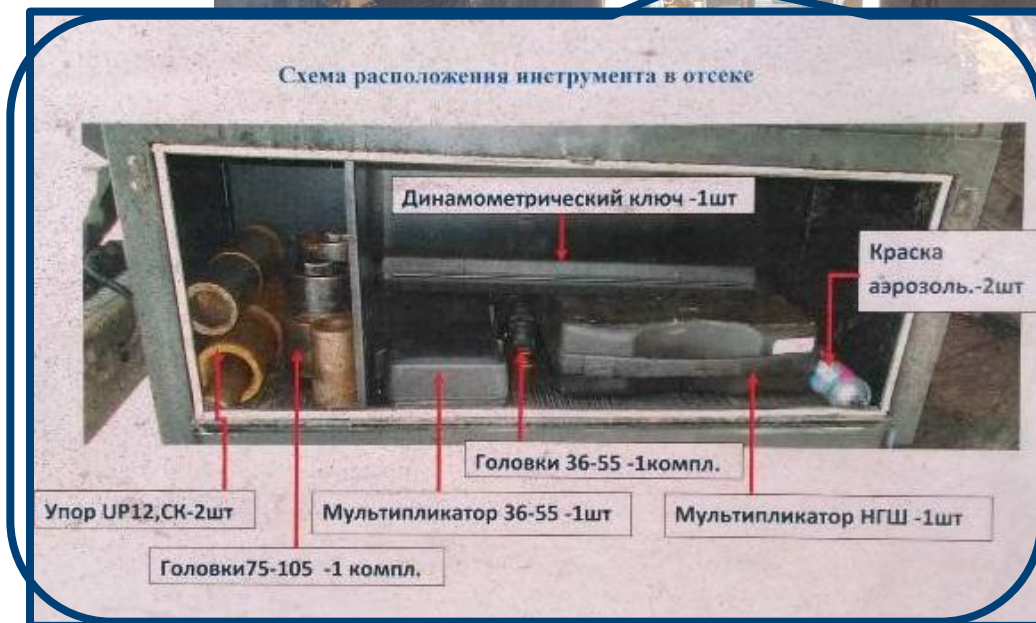 Схема расположения инструмента в отсеке
Динамометрический ключ -1шт
Краска
аэрозоль.-2шт
Головки 36-55 -1компл.
Упор UP12,СК-2шт
Мультипликатор 36-55 -1шт
Мультипликатор НГШ -1шт
Головки75-105 -1 компл.